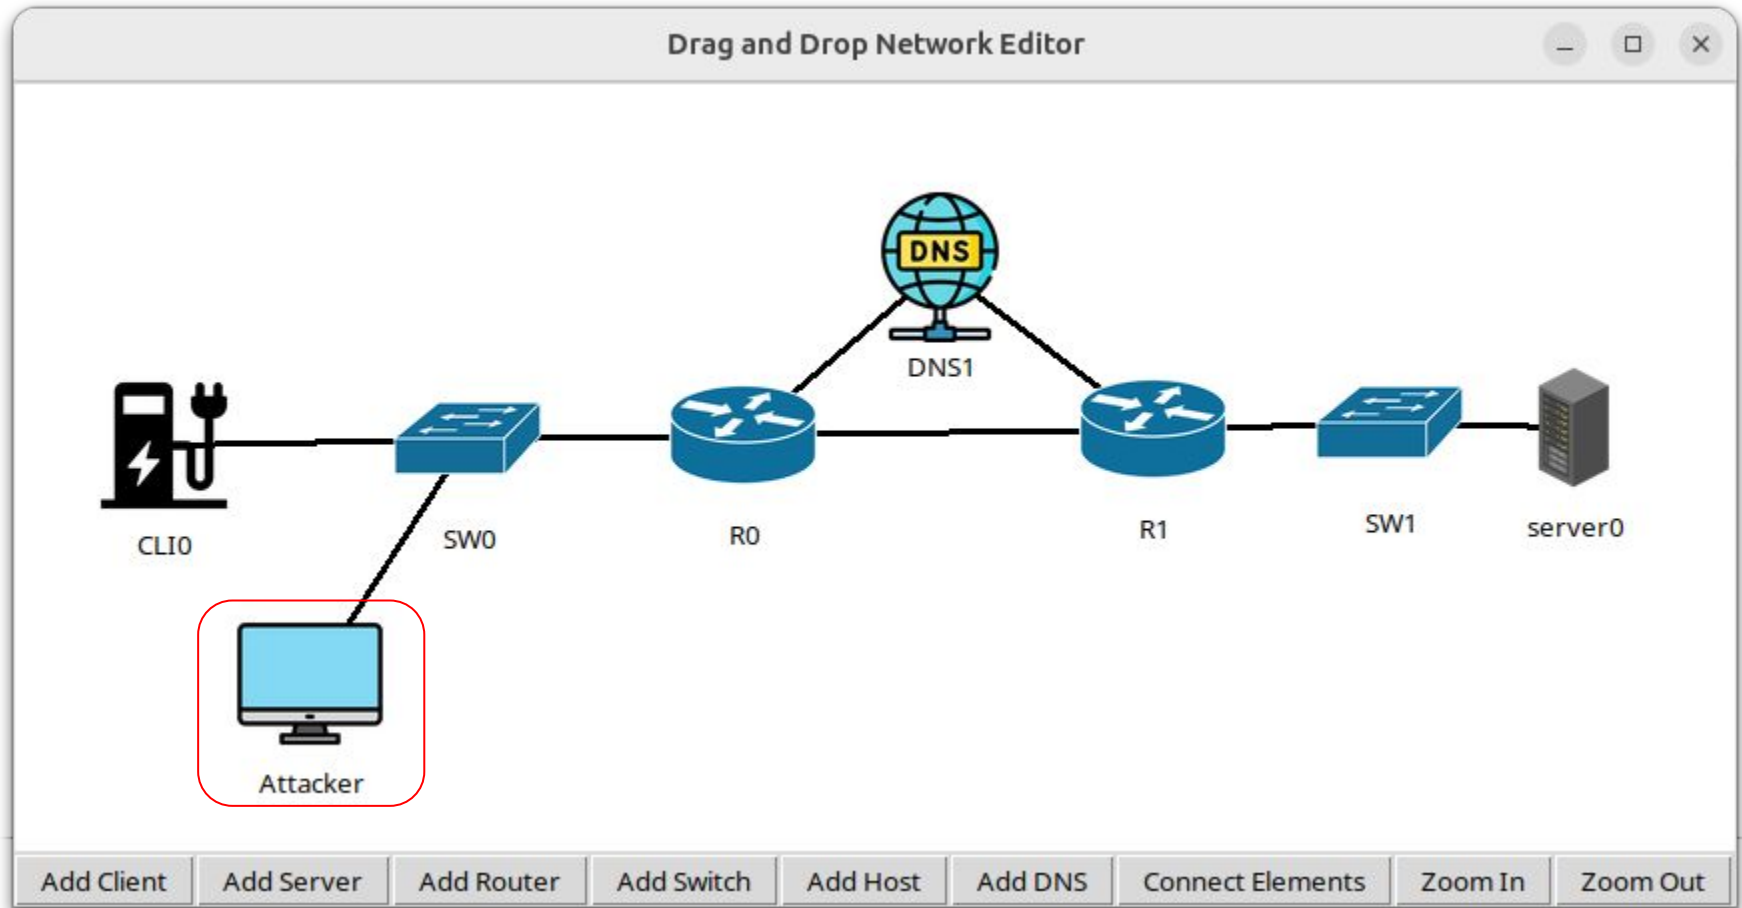 Drag and Drop Network Editor
DNS
DNS1
CLI0
SW0
R0
R1
SW1
server0
Attacker
Add Client
Add Server
Add Router
Add Switch
Add Host
Add DNS
Connect Elements
Zoom In
Zoom Out